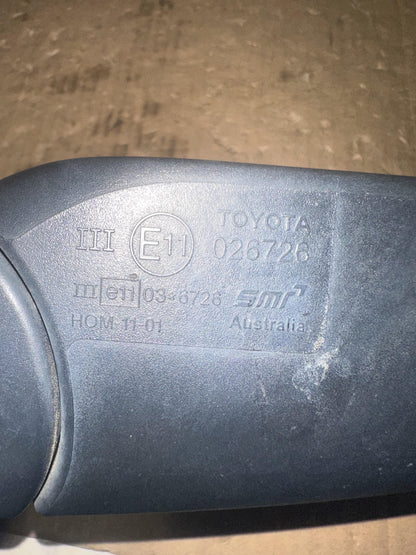 TOYOTA
III E11 026726
III e11 03*6726 smr
HOM-11-01 Australia